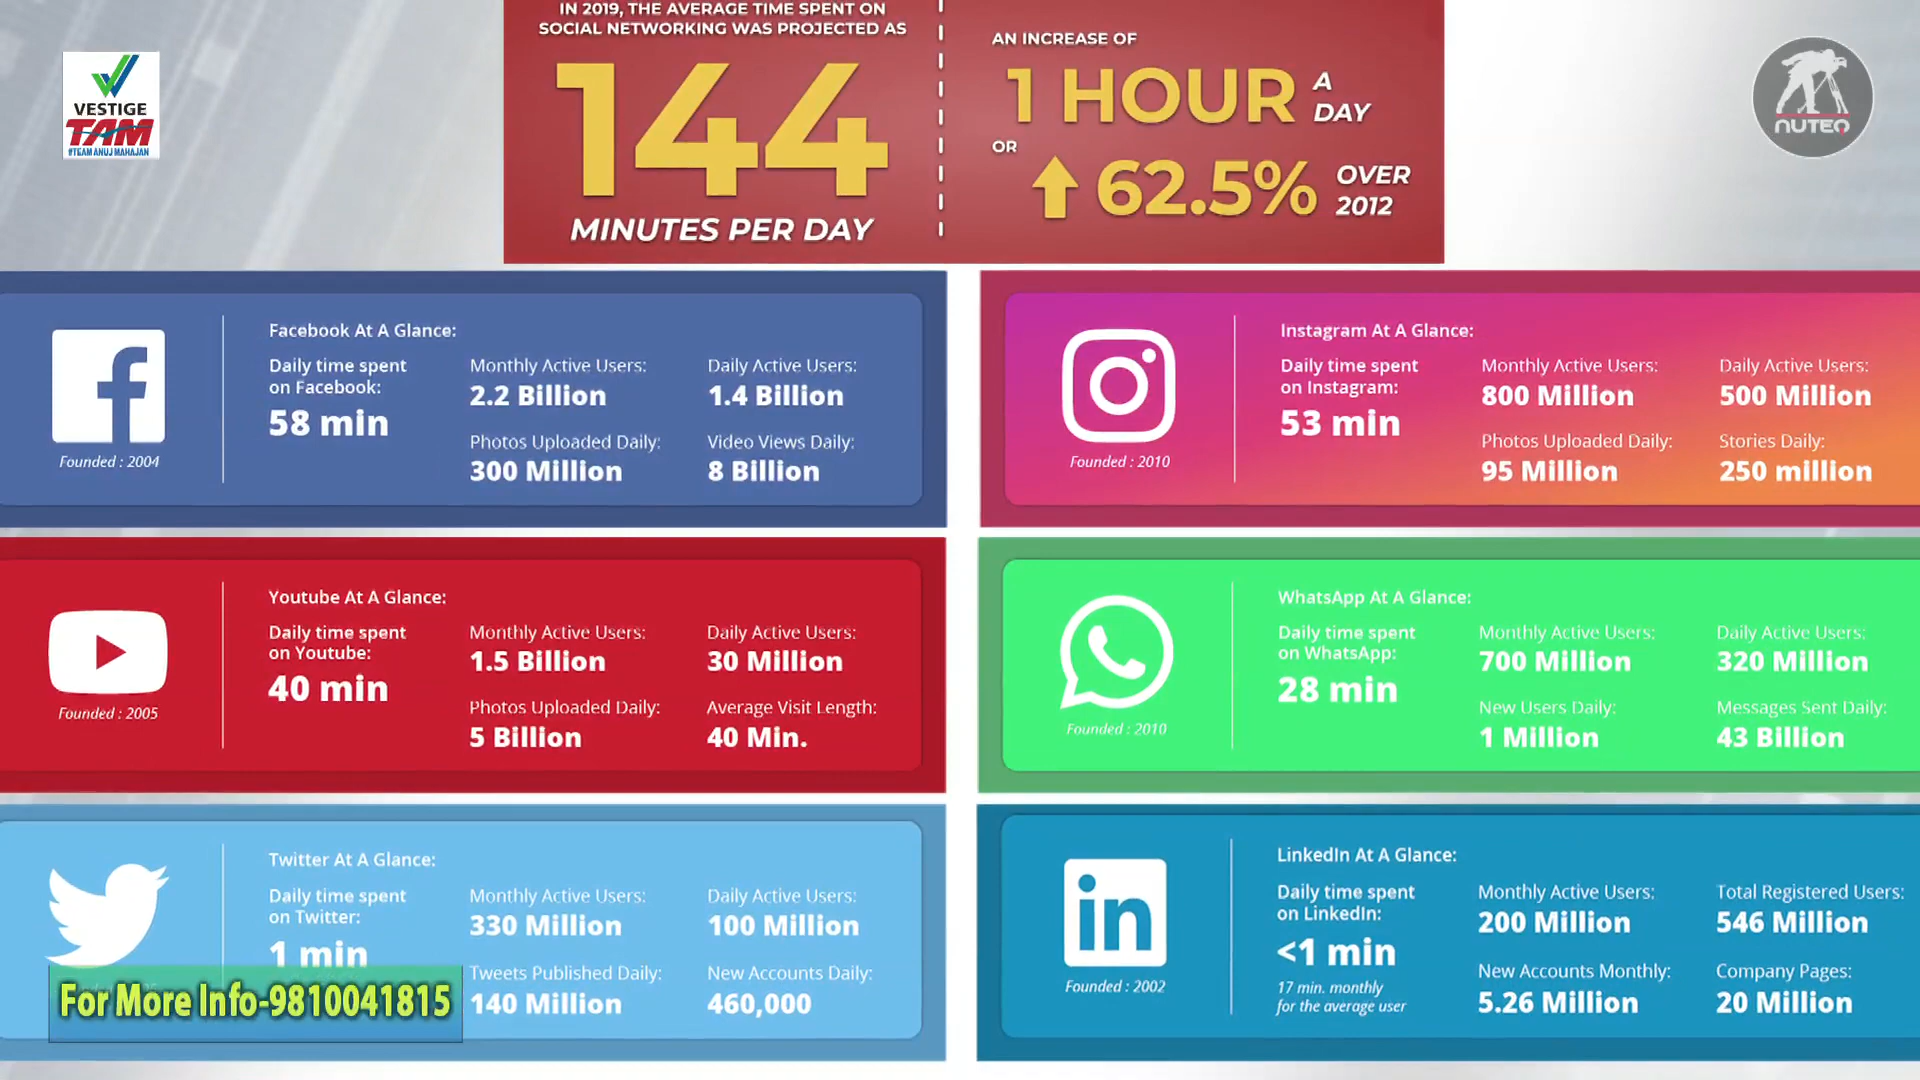 IN 2019, THE AVERAGE TIME SPENT ON
SOCIAL NETWORKING WAS PROJECTED AS
144
MINUTES PER DAY
AN INCREASE OF
1 HOUR A DAY
OR
62.5% OVER 2012
VESTIGE
TAM
#TEAM ANUJ MAHAJAN
NUTEQ
Facebook At A Glance:
Daily time spent
on Facebook:
58 min
Monthly Active Users:
2.2 Billion
Daily Active Users:
1.4 Billion
Photos Uploaded Daily:
300 Million
Video Views Daily:
8 Billion
Founded : 2004
Instagram At A Glance:
Daily time spent
on Instagram:
53 min
Monthly Active Users:
800 Million
Daily Active Users:
500 Million
Photos Uploaded Daily:
95 Million
Stories Daily:
250 million
Founded : 2010
Youtube At A Glance:
Daily time spent
on Youtube:
40 min
Monthly Active Users:
1.5 Billion
Daily Active Users:
30 Million
Photos Uploaded Daily:
5 Billion
Average Visit Length:
40 Min.
Founded : 2005
WhatsApp At A Glance:
Daily time spent
on WhatsApp:
28 min
Monthly Active Users:
700 Million
Daily Active Users:
320 Million
New Users Daily:
1 Million
Messages Sent Daily:
43 Billion
Founded : 2010
Twitter At A Glance:
Daily time spent
on Twitter:
1 min
Monthly Active Users:
330 Million
Daily Active Users:
100 Million
Tweets Published Daily:
140 Million
New Accounts Daily:
460,000
For More Info-9810041815
LinkedIn At A Glance:
Daily time spent
on LinkedIn:
<1 min
17 min. monthly
for the average user
Monthly Active Users:
200 Million
Total Registered Users:
546 Million
New Accounts Monthly:
5.26 Million
Company Pages:
20 Million
Founded : 2002